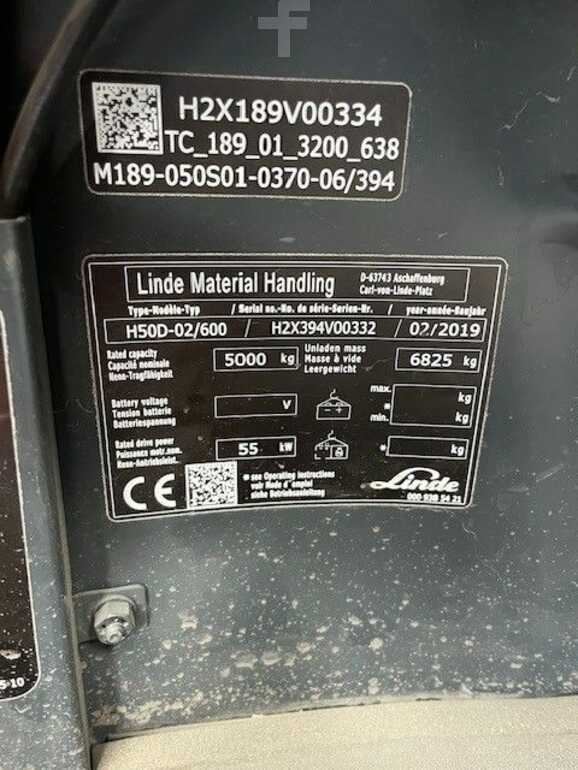 f
H2X189V00334
TC_189_01_3200_638
M189-050S01-0370-06/394
Linde Material Handling
D-63743 Aschaffenburg
Carl-von-Linde-Platz
Type-Modèle-Typ / Serial no.-No. de série-Serien-Nr. / year-année-Baujahr
H50D-02/600 / H2X394V00332 / 02/2019
Rated capacity
Capacité nominale
Nenn-Tragfähigkeit
5000 kg
Unladen mass
Masse à vide
Leergewicht
6825 kg
Battery voltage
Tension batterie
Batteriespannung
V
- +
max. kg
*
min. kg
Rated drive power
Puissance motr.nom.
Nenn-Antriebsleist.
55 kW
* kg
CE
* see Operating instructions
voir Mode d'emploi
siehe Betriebsanleitung
Linde
000 938 54 21
5-10